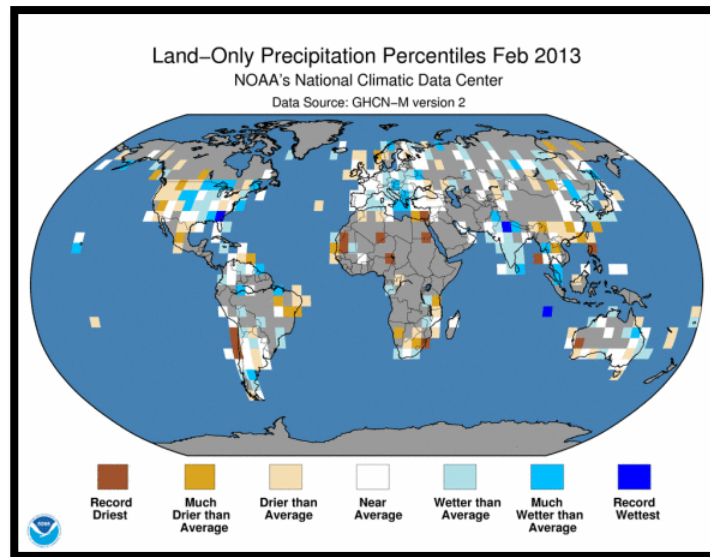 Land-Only Precipitation Percentiles Feb 2013
NOAA's National Climatic Data Center
Data Source: GHCN-M version 2
Record
Driest
Much
Drier than
Average
Drier than
Average
Near
Average
Wetter than
Average
Much
Wetter than
Average
Record
Wettest
NOAA